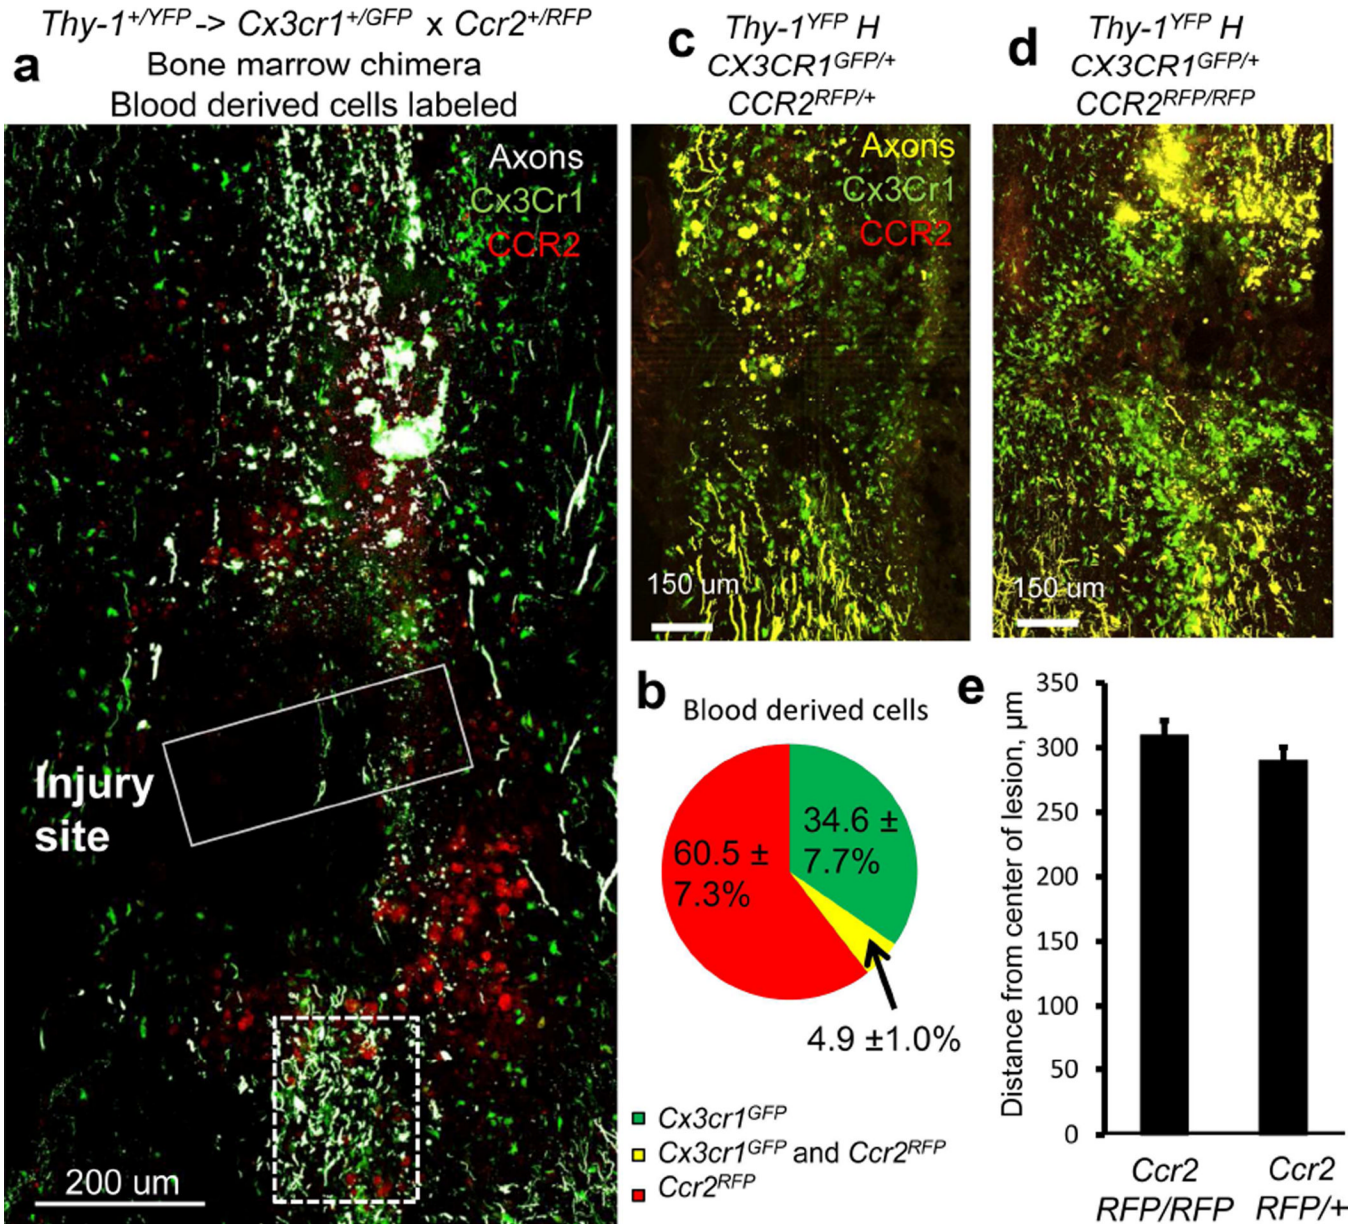 Thy-1+/YFP -> Cx3cr1+/GFP x Ccr2+/RFP
a
Bone marrow chimera
Blood derived cells labeled
Axons
Cx3Cr1
CCR2
Injury
site
200 um
c
Thy-1YFP H
CX3CR1GFP/+
CCR2RFP/+
Axons
Cx3Cr1
CCR2
150 um
d
Thy-1YFP H
CX3CR1GFP/+
CCR2RFP/RFP
150 um
b
Blood derived cells
34.6 ±
7.7%
60.5 ±
7.3%
4.9 ±1.0%
Cx3cr1GFP
Cx3cr1GFP and Ccr2RFP
Ccr2RFP
e
Distance from center of lesion, µm
350
300
250
200
150
100
50
0
Ccr2
RFP/RFP
Ccr2
RFP/+